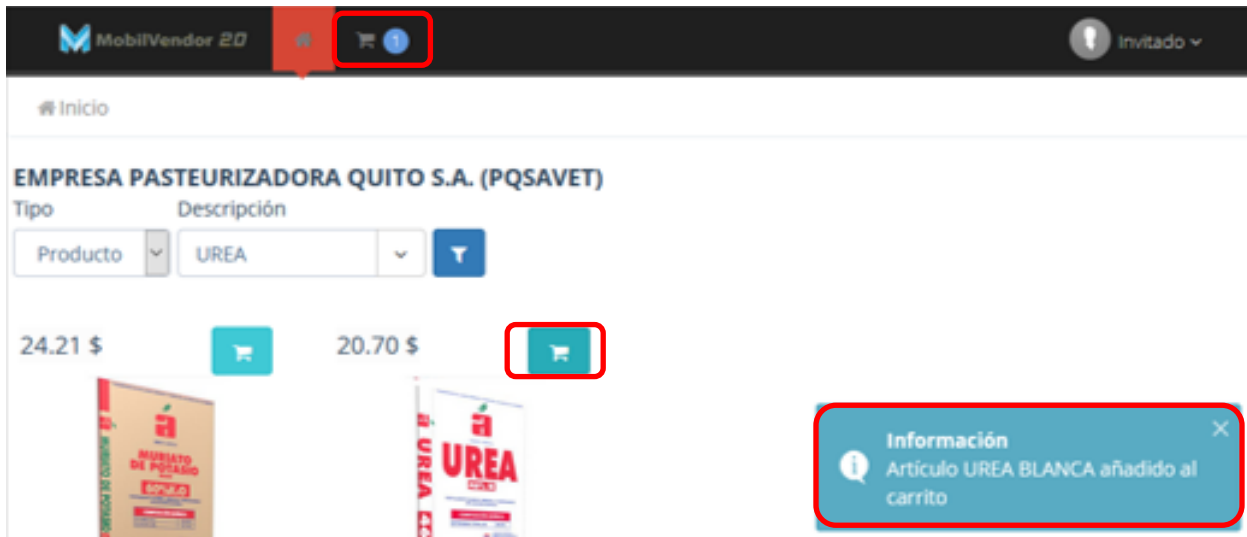 MobilVendor 2.0
1
Invitado
Inicio
EMPRESA PASTEURIZADORA QUITO S.A. (PQSAVET)
Tipo Descripción
Producto UREA
24.21 $ 20.70 $
MURIATO
DE POTASIO
UREA
UREA
Información
Artículo UREA BLANCA añadido al
carrito